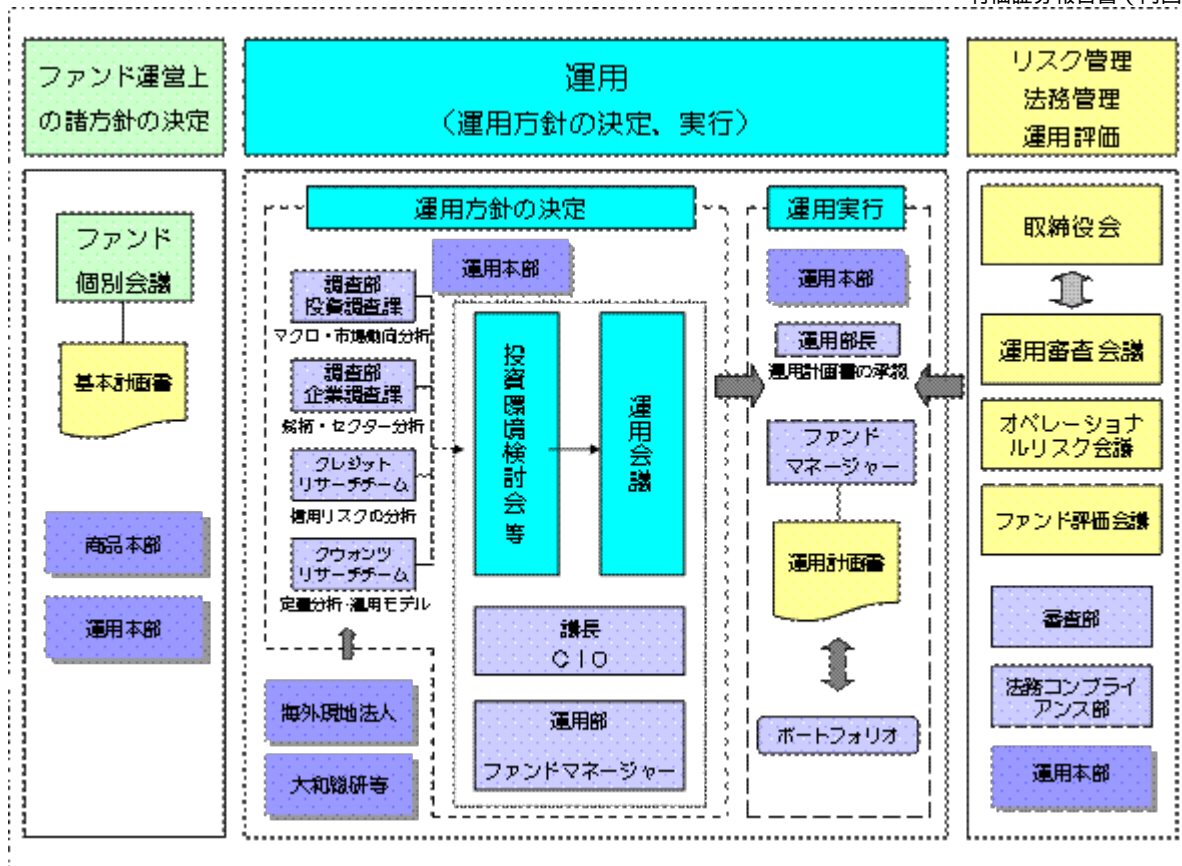 ファンド運営上
の諸方針の決定
運用
（運用方針の決定、実行）
リスク管理
法務管理
運用評価
ファンド
個別会議
基本計画書
商品本部
運用本部
運用方針の決定
運用本部
調査部
投資調査課
マクロ・市場動向分析
調査部
企業調査課
銘柄・セクター分析
クレジット
リサーチチーム
信用リスクの分析
クウォンツ
リサーチチーム
定量分析・運用モデル
海外現地法人
大和総研等
投資環境検討会等
運用会議
議長
CIO
運用部
ファンドマネージャー
運用実行
運用本部
運用部長
運用計画書の承認
ファンド
マネージャー
運用計画書
ポートフォリオ
取締役会
運用審査会議
オペレーショナ
ルリスク会議
ファンド評価会議
審査部
法務コンプライ
アンス部
運用本部